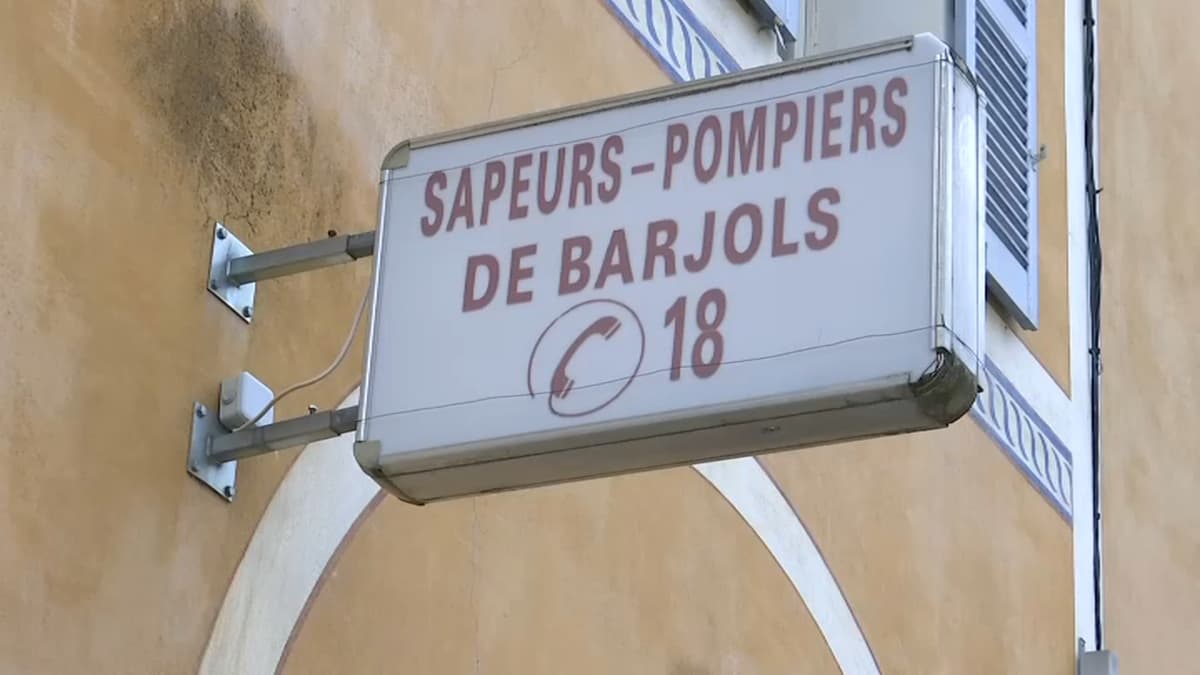 SAPEURS-POMPIERS
DE BARJOLS
18